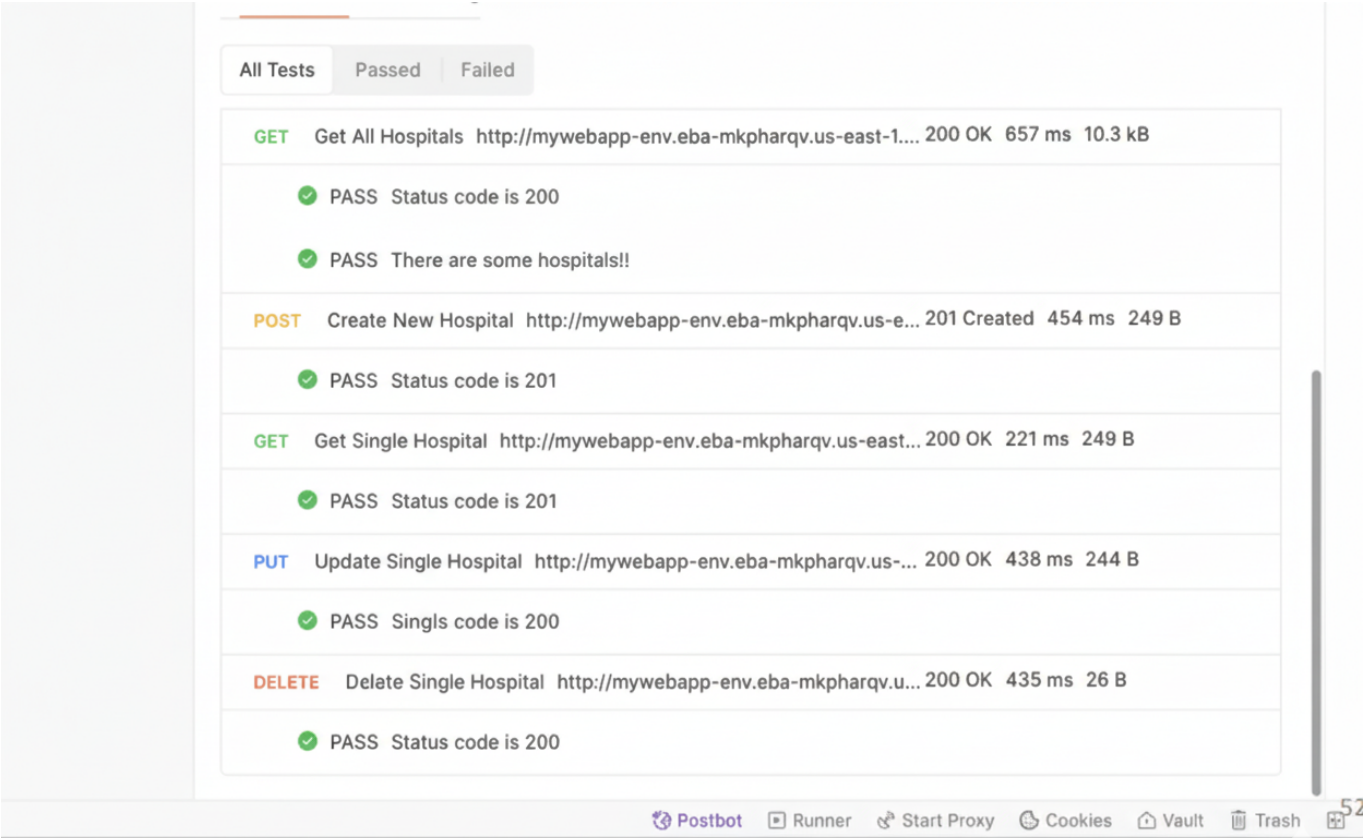 All Tests Passed Failed
GET Get All Hospitals http://mywebapp-env.eba-mkpharqv.us-east-1.... 200 OK 657 ms 10.3 kB
PASS Status code is 200
PASS There are some hospitals!!
POST Create New Hospital http://mywebapp-env.eba-mkpharqv.us-e... 201 Created 454 ms 249 B
PASS Status code is 201
GET Get Single Hospital http://mywebapp-env.eba-mkpharqv.us-east... 200 OK 221 ms 249 B
PASS Status code is 201
PUT Update Single Hospital http://mywebapp-env.eba-mkpharqv.us-... 200 OK 438 ms 244 B
PASS Singls code is 200
DELETE Delate Single Hospital http://mywebapp-env.eba-mkpharqv.u... 200 OK 435 ms 26 B
PASS Status code is 200
Postbot Runner Start Proxy Cookies Vault Trash 52